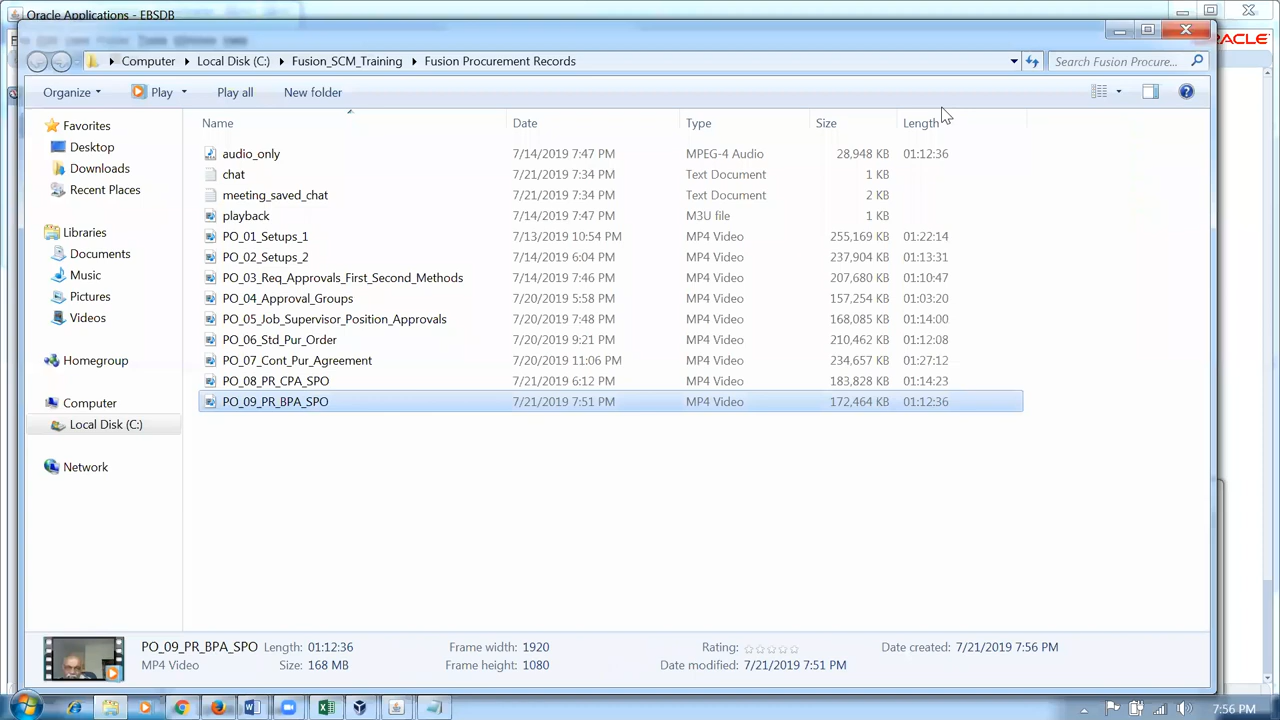 Oracle Applications - EBSDB
ORACLE
Computer Local Disk (C:) Fusion_SCM_Training Fusion Procurement Records
Search Fusion Procure...
Organize Play Play all New folder
Name Date Type Size Length
Favorites
Desktop
Downloads
Recent Places
Libraries
Documents
Music
Pictures
Videos
Homegroup
Computer
Local Disk (C:)
Network
audio_only 7/14/2019 7:47 PM MPEG-4 Audio 28,948 KB 01:12:36
chat 7/21/2019 7:34 PM Text Document 1 KB
meeting_saved_chat 7/21/2019 7:34 PM Text Document 2 KB
playback 7/14/2019 7:47 PM M3U file 1 KB
PO_01_Setups_1 7/13/2019 10:54 PM MP4 Video 255,169 KB 01:22:14
PO_02_Setups_2 7/14/2019 6:04 PM MP4 Video 237,904 KB 01:13:31
PO_03_Req_Approvals_First_Second_Methods 7/14/2019 7:46 PM MP4 Video 207,680 KB 01:10:47
PO_04_Approval_Groups 7/20/2019 5:58 PM MP4 Video 157,254 KB 01:03:20
PO_05_Job_Supervisor_Position_Approvals 7/20/2019 7:48 PM MP4 Video 168,085 KB 01:14:00
PO_06_Std_Pur_Order 7/20/2019 9:21 PM MP4 Video 210,462 KB 01:12:08
PO_07_Cont_Pur_Agreement 7/20/2019 11:06 PM MP4 Video 234,657 KB 01:27:12
PO_08_PR_CPA_SPO 7/21/2019 6:12 PM MP4 Video 183,828 KB 01:14:23
PO_09_PR_BPA_SPO 7/21/2019 7:51 PM MP4 Video 172,464 KB 01:12:36
PO_09_PR_BPA_SPO Length: 01:12:36 Frame width: 1920 Rating: Date created: 7/21/2019 7:56 PM
MP4 Video Size: 168 MB Frame height: 1080 Date modified: 7/21/2019 7:51 PM
7:56 PM